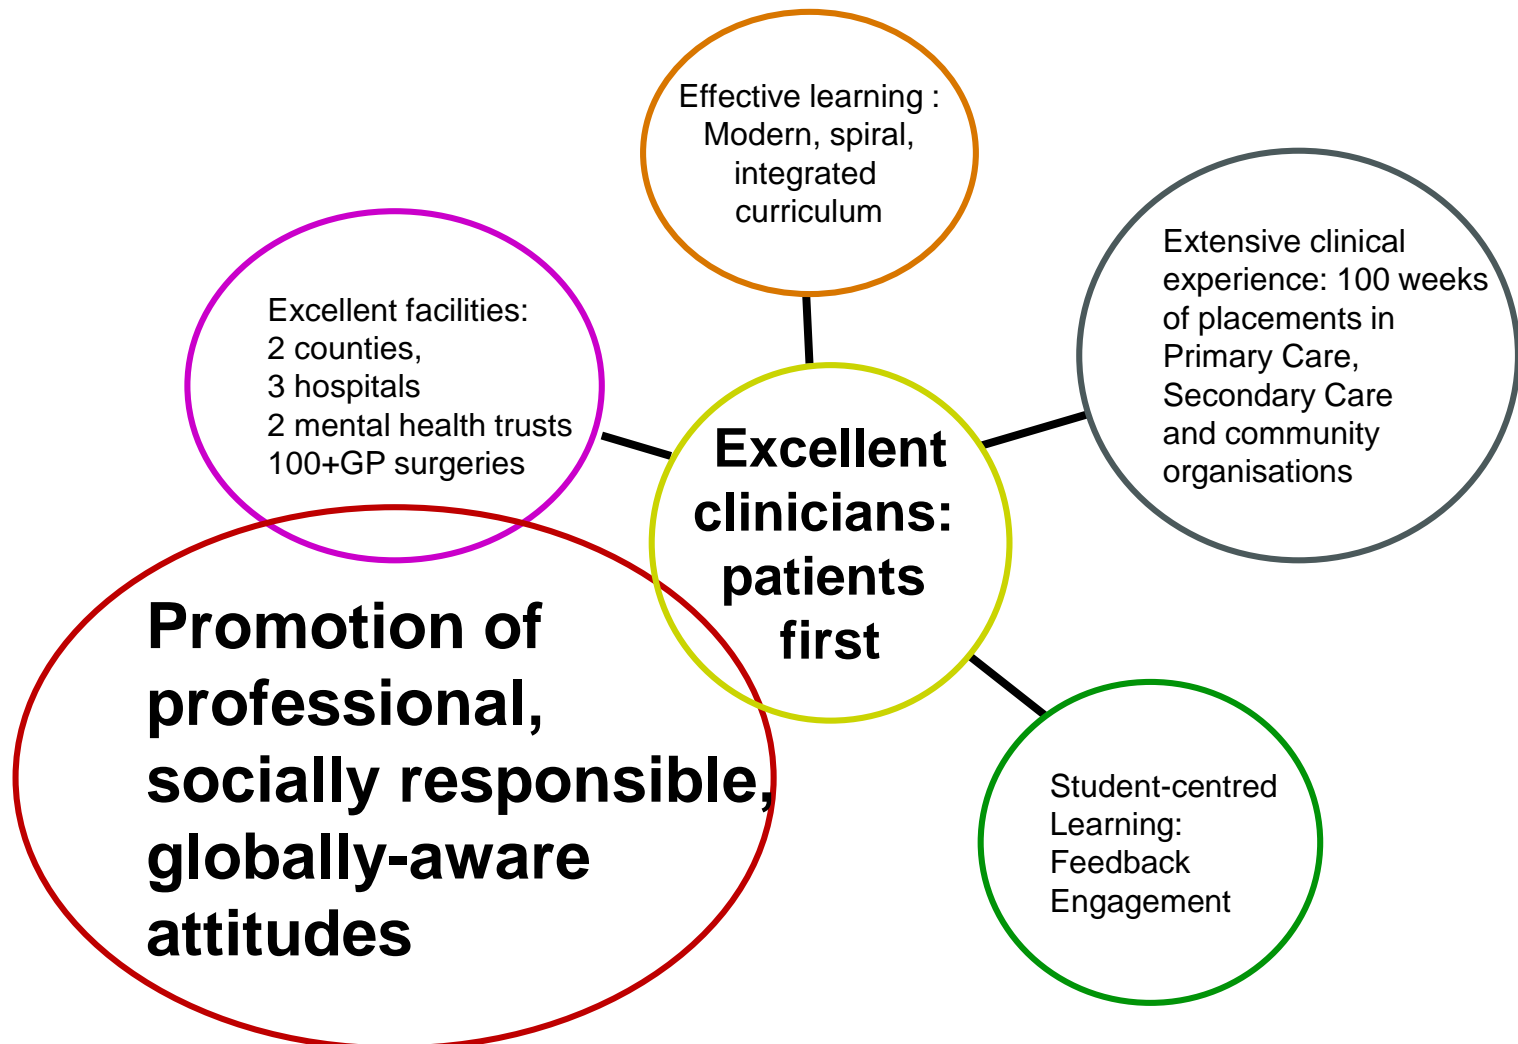 Effective learning :
Modern, spiral,
integrated
curriculum
Extensive clinical
experience: 100 weeks
of placements in
Primary Care,
Secondary Care
and community
organisations
Excellent facilities:
2 counties,
3 hospitals
2 mental health trusts
100+GP surgeries
Excellent
clinicians:
patients
first
Promotion of
professional,
socially responsible,
globally-aware
attitudes
Student-centred
Learning:
Feedback
Engagement